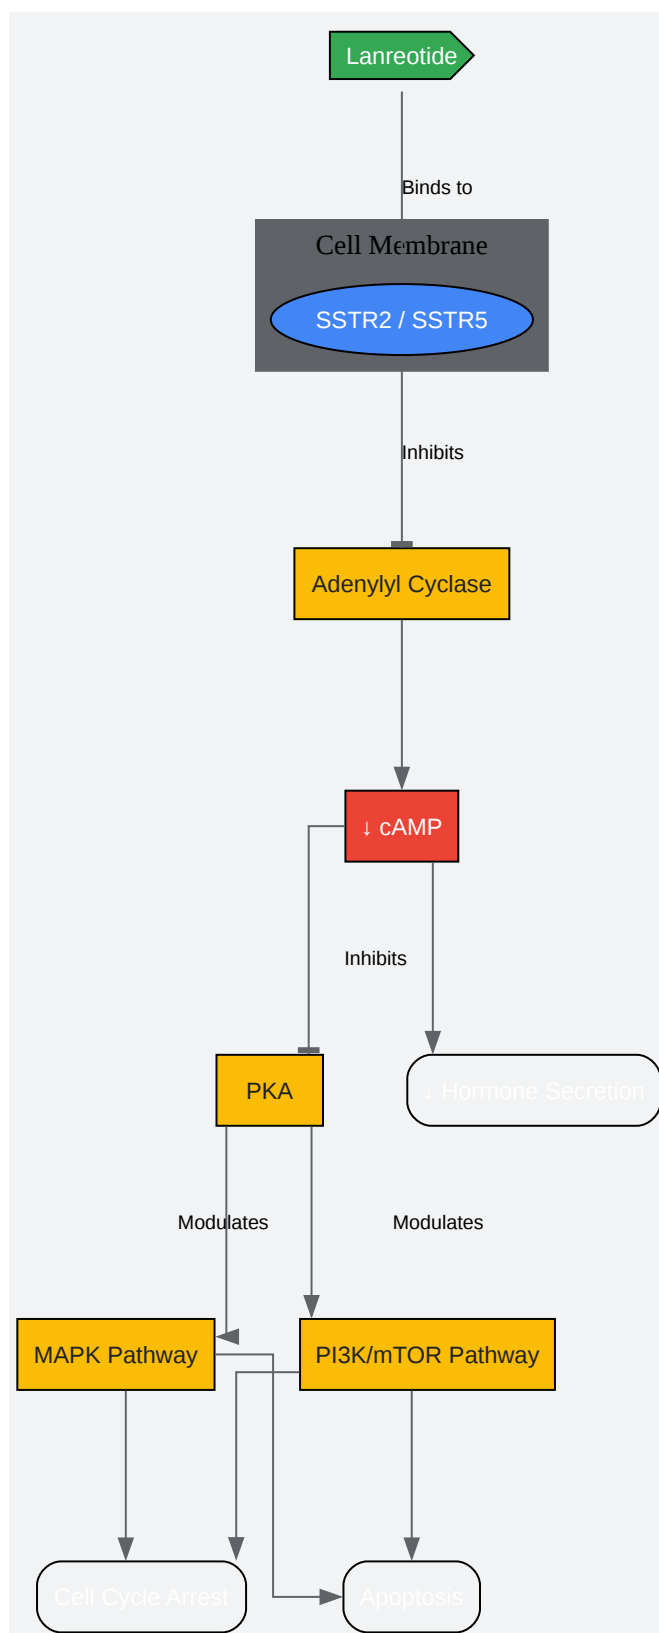 Lanreotide
Binds to
Cell Membrane
SSTR2 / SSTR5
Inhibits
Adenylyl Cyclase
↓ cAMP
Inhibits
PKA
↓ Hormone Secretion
Modulates
Modulates
MAPK Pathway
PI3K/mTOR Pathway
Cell Cycle Arrest
Apoptosis